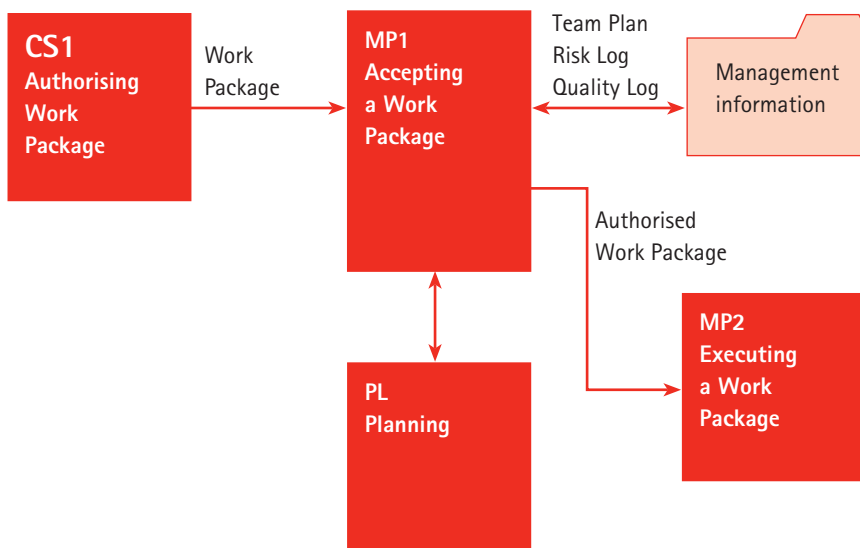 CS1
Authorising
Work
Package
Work
Package
MP1
Accepting
a Work
Package
Team Plan
Risk Log
Quality Log
Management
information
Authorised
Work Package
MP2
Executing
a Work
Package
PL
Planning